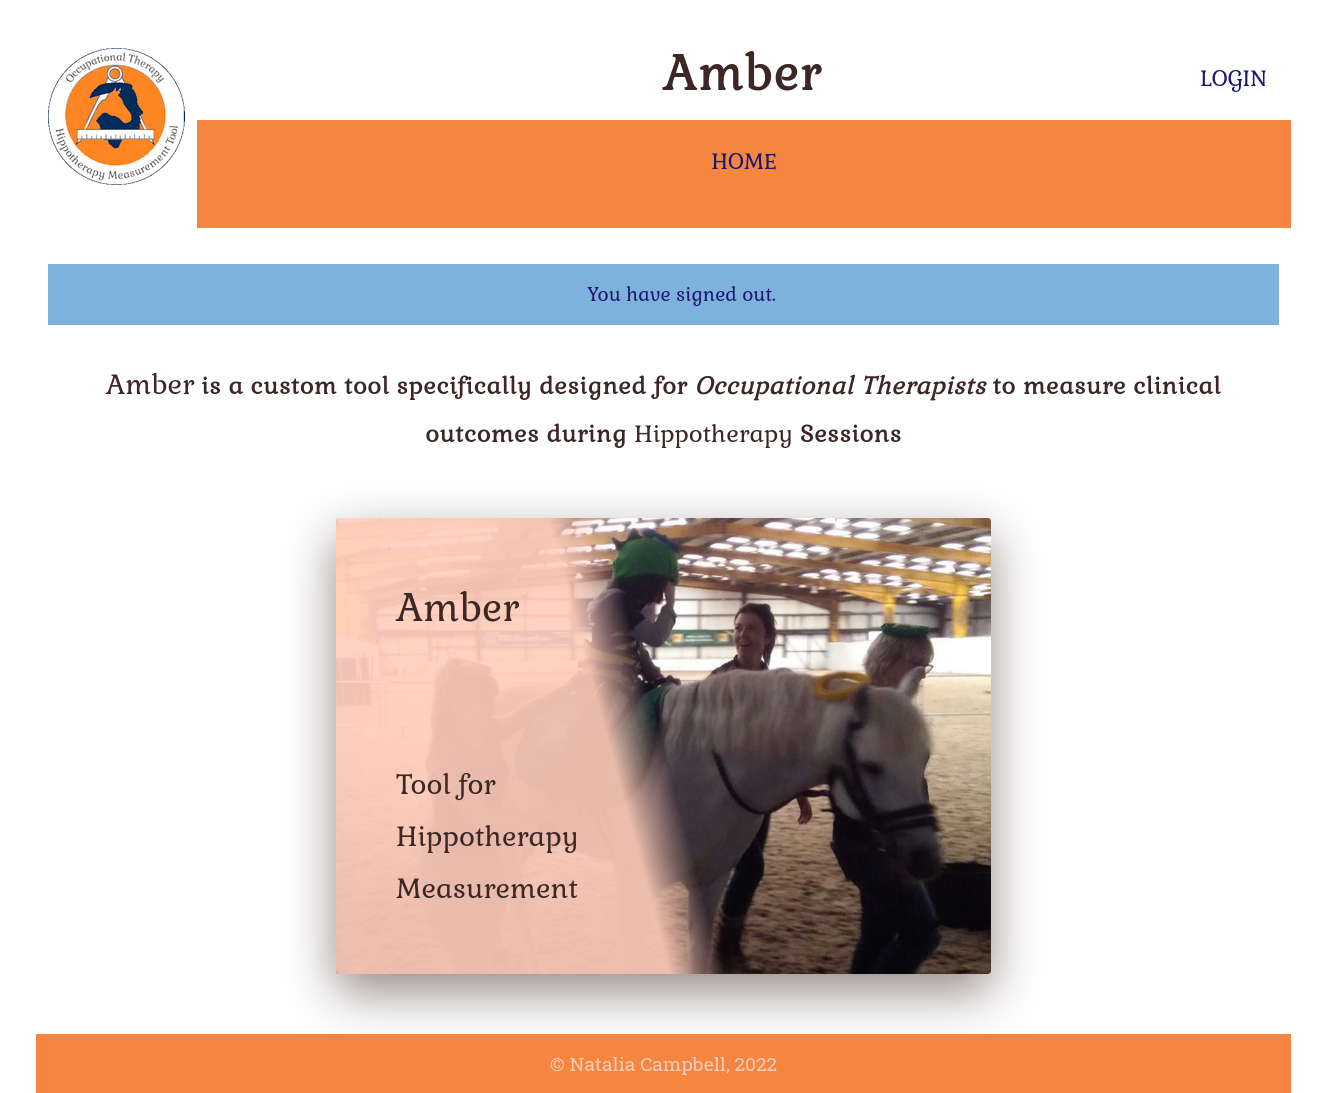 Occupational Therapy
Hippotherapy Measurement Tool
Amber
LOGIN
HOME
You have signed out.
Amber is a custom tool specifically designed for Occupational Therapists to measure clinical
outcomes during Hippotherapy Sessions
Amber
Tool for
Hippotherapy
Measurement
© Natalia Campbell, 2022